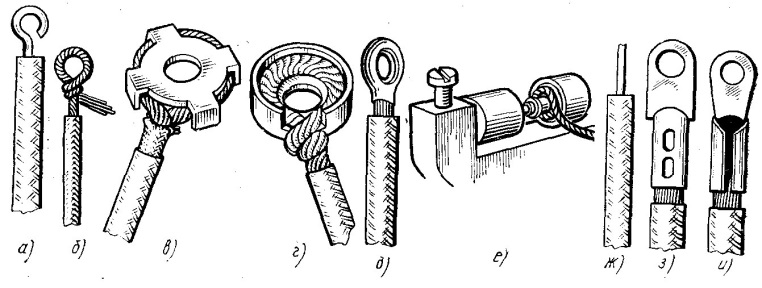 а) б) в) г) д) е) ж) з) и)